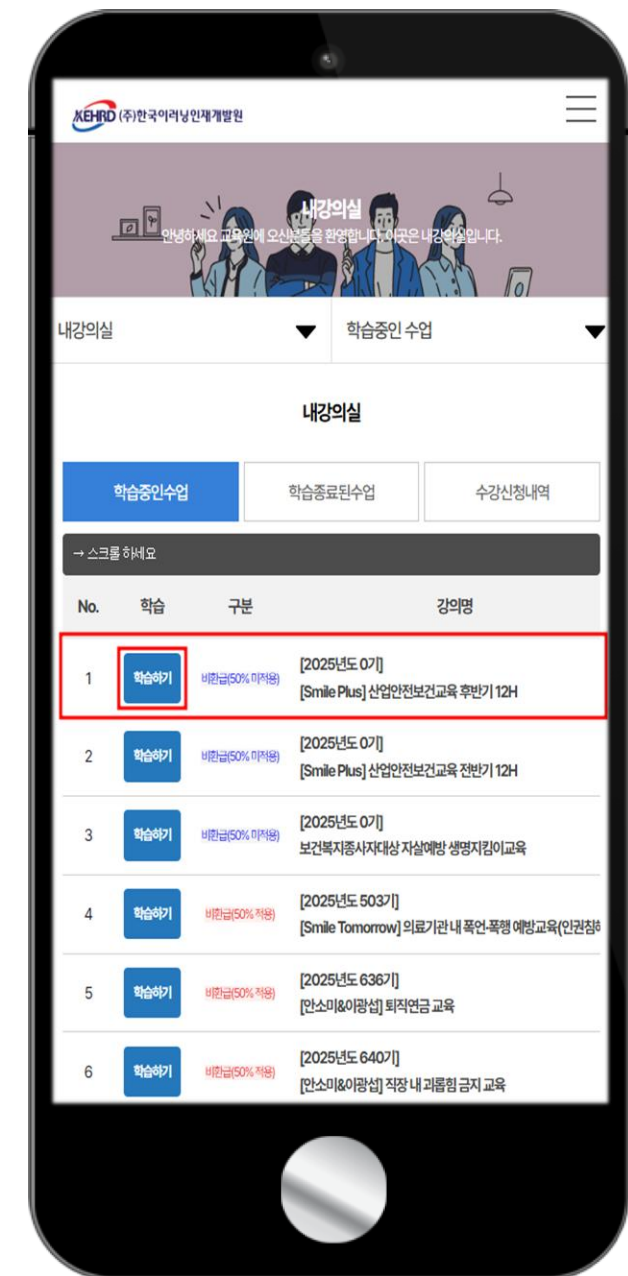 KEHRD (주)한국이러닝인재개발원
내강의실
안녕하세요 교육원에 오신분들을 환영합니다. 이곳은 내강의실입니다.
내강의실 ▼ 학습중인 수업 ▼
내강의실
학습중인수업 학습종료된수업 수강신청내역
→ 스크롤 하세요
No. 학습 구분 강의명
1 학습하기 비환급(50% 미적용) [2025년도 0기]
[Smile Plus] 산업안전보건교육 후반기 12H
2 학습하기 비환급(50% 미적용) [2025년도 0기]
[Smile Plus] 산업안전보건교육 전반기 12H
3 학습하기 비환급(50% 미적용) [2025년도 0기]
보건복지종사자대상 자살예방 생명지킴이교육
4 학습하기 비환급(50% 적용) [2025년도 503기]
[Smile Tomorrow] 의료기관 내 폭언·폭행 예방교육(인권침해
5 학습하기 비환급(50% 적용) [2025년도 636기]
[안소미&이광섭] 퇴직연금 교육
6 학습하기 비환급(50% 적용) [2025년도 640기]
[안소미&이광섭] 직장 내 괴롭힘 금지 교육